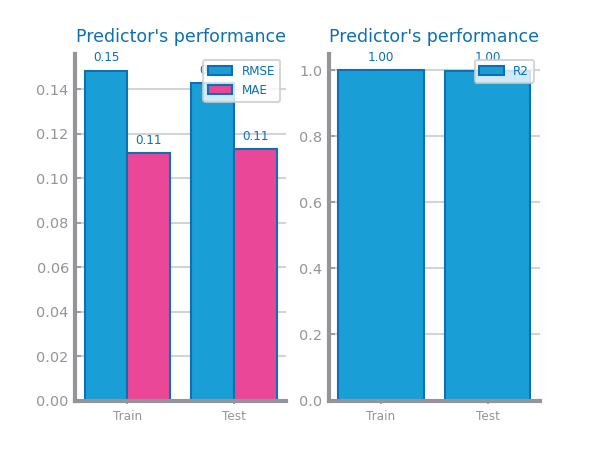 Predictor's performance
0.15
RMSE
MAE
0.11
0.11
0.14
0.12
0.10
0.08
0.06
0.04
0.02
0.00
Train
Test
Predictor's performance
1.00
1.00
R2
1.0
0.8
0.6
0.4
0.2
0.0
Train
Test